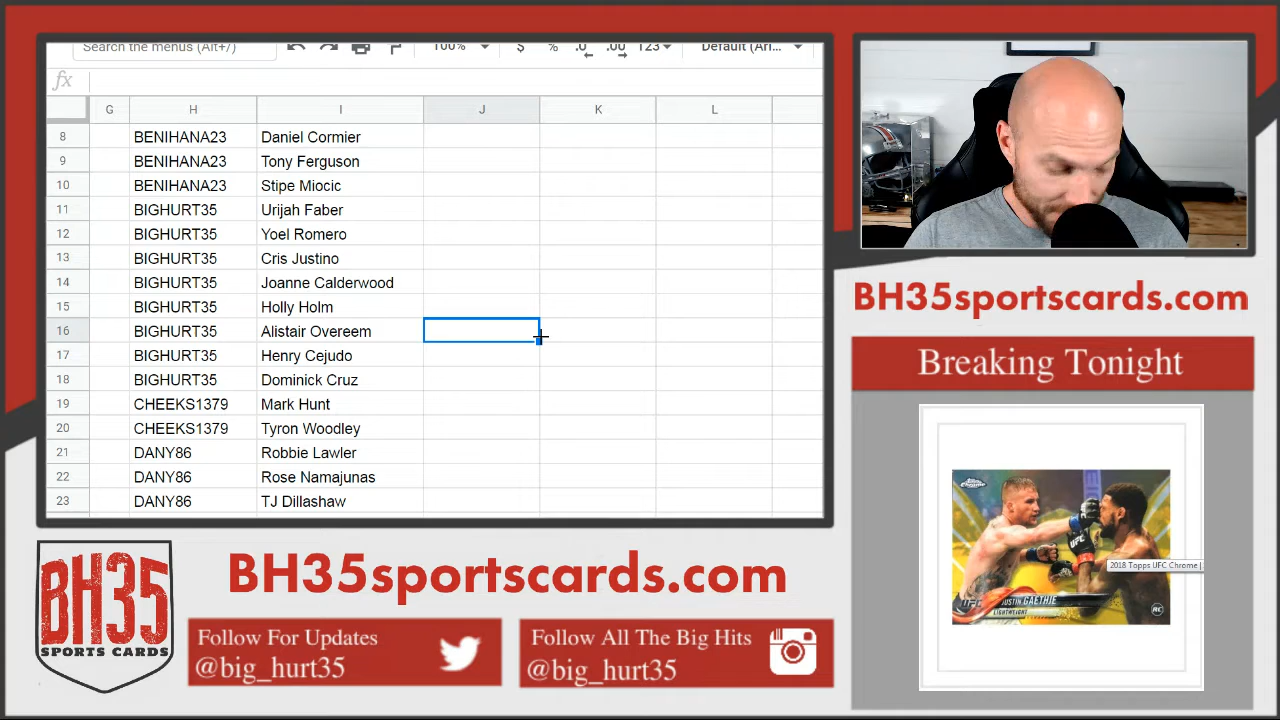 Search the menus (Alt+/)
100%
$ % .0 .00 123
Default (Ari...
fx
G H I J K L
8 BENIHANA23 Daniel Cormier
9 BENIHANA23 Tony Ferguson
10 BENIHANA23 Stipe Miocic
11 BIGHURT35 Urijah Faber
12 BIGHURT35 Yoel Romero
13 BIGHURT35 Cris Justino
14 BIGHURT35 Joanne Calderwood
15 BIGHURT35 Holly Holm
16 BIGHURT35 Alistair Overeem
17 BIGHURT35 Henry Cejudo
18 BIGHURT35 Dominick Cruz
19 CHEEKS1379 Mark Hunt
20 CHEEKS1379 Tyron Woodley
21 DANY86 Robbie Lawler
22 DANY86 Rose Namajunas
23 DANY86 TJ Dillashaw
BH35sportscards.com
Breaking Tonight
UFC
2018 Topps UFC Chrome |
UFC
JUSTIN GAETHJE
LIGHTWEIGHT
RC
BH35
SPORTS CARDS
BH35sportscards.com
Follow For Updates
@big_hurt35
Follow All The Big Hits
@big_hurt35